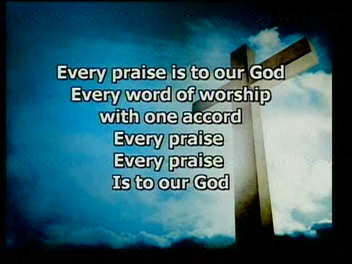 Every praise is to our God
Every word of worship
with one accord
Every praise
Every praise
Is to our God